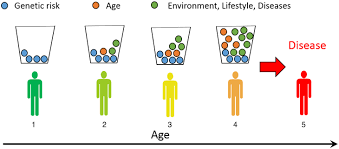 Genetic risk Age Environment, Lifestyle, Diseases
Disease
1 2 3 4 5
Age